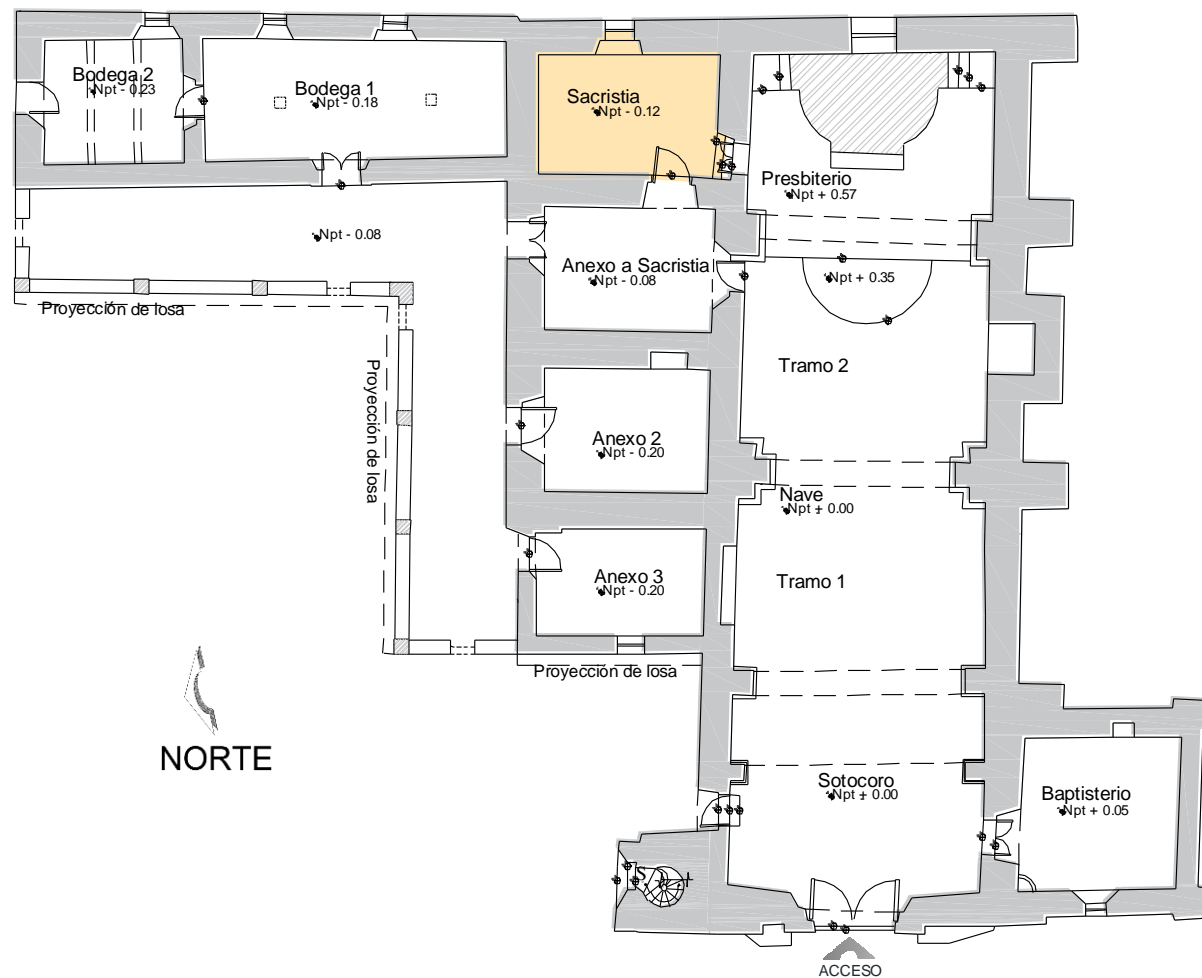 Bodega 2
Npt - 0.23
Bodega 1
Npt - 0.18
Sacristia
Npt - 0.12
Presbiterio
Npt + 0.57
Npt - 0.08
Anexo a Sacristia
Npt - 0.08
Npt + 0.35
Proyección de losa
Proyección de losa
Tramo 2
Anexo 2
Npt - 0.20
Nave
Npt + 0.00
Anexo 3
Npt - 0.20
Tramo 1
Proyección de losa
NORTE
Sotocoro
Npt + 0.00
Baptisterio
Npt + 0.05
S
ACCESO